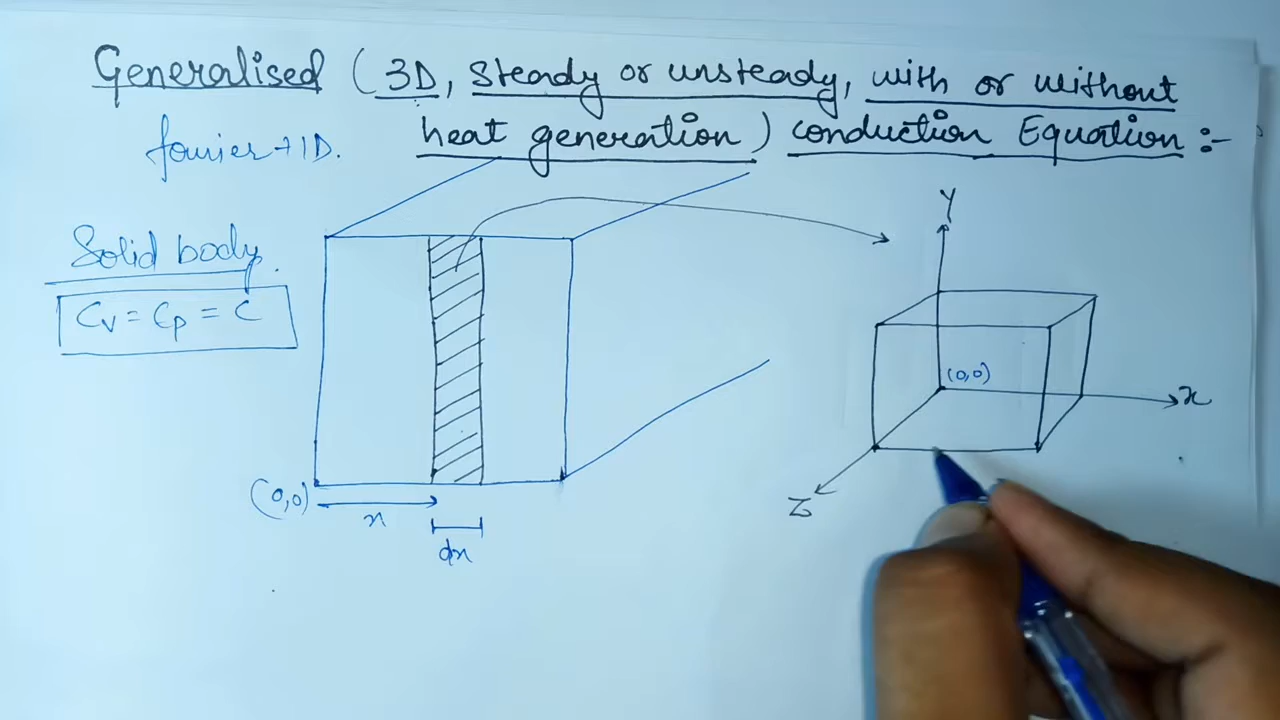 Generalised (3D, Steady or unsteady, with or without
heat generation) conduction Equation :-
fourier → 1D.
Solid body.
Cv = Cp = C
(0,0)
x
dx
Y
(0,0)
x
Z